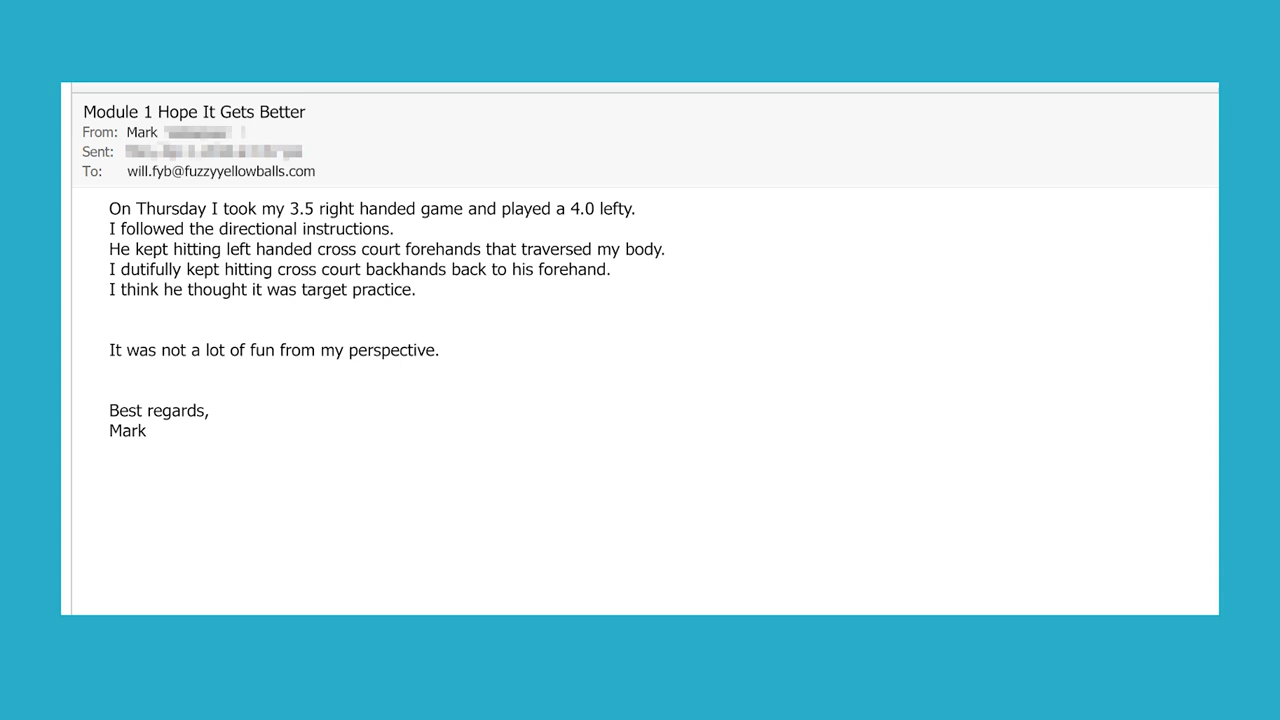 Module 1 Hope It Gets Better
From: Mark
Sent:
To: will.fyb@fuzzyyellowballs.com
On Thursday I took my 3.5 right handed game and played a 4.0 lefty.
I followed the directional instructions.
He kept hitting left handed cross court forehands that traversed my body.
I dutifully kept hitting cross court backhands back to his forehand.
I think he thought it was target practice.
It was not a lot of fun from my perspective.
Best regards,
Mark